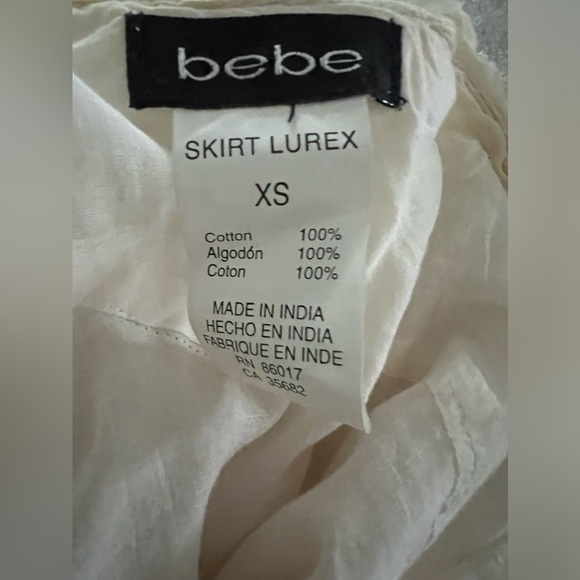 bebe
SKIRT LUREX
XS
Cotton 100%
Algodón 100%
Coton 100%
MADE IN INDIA
HECHO EN INDIA
FABRIQUE EN INDE
RN 86017
CA 35682